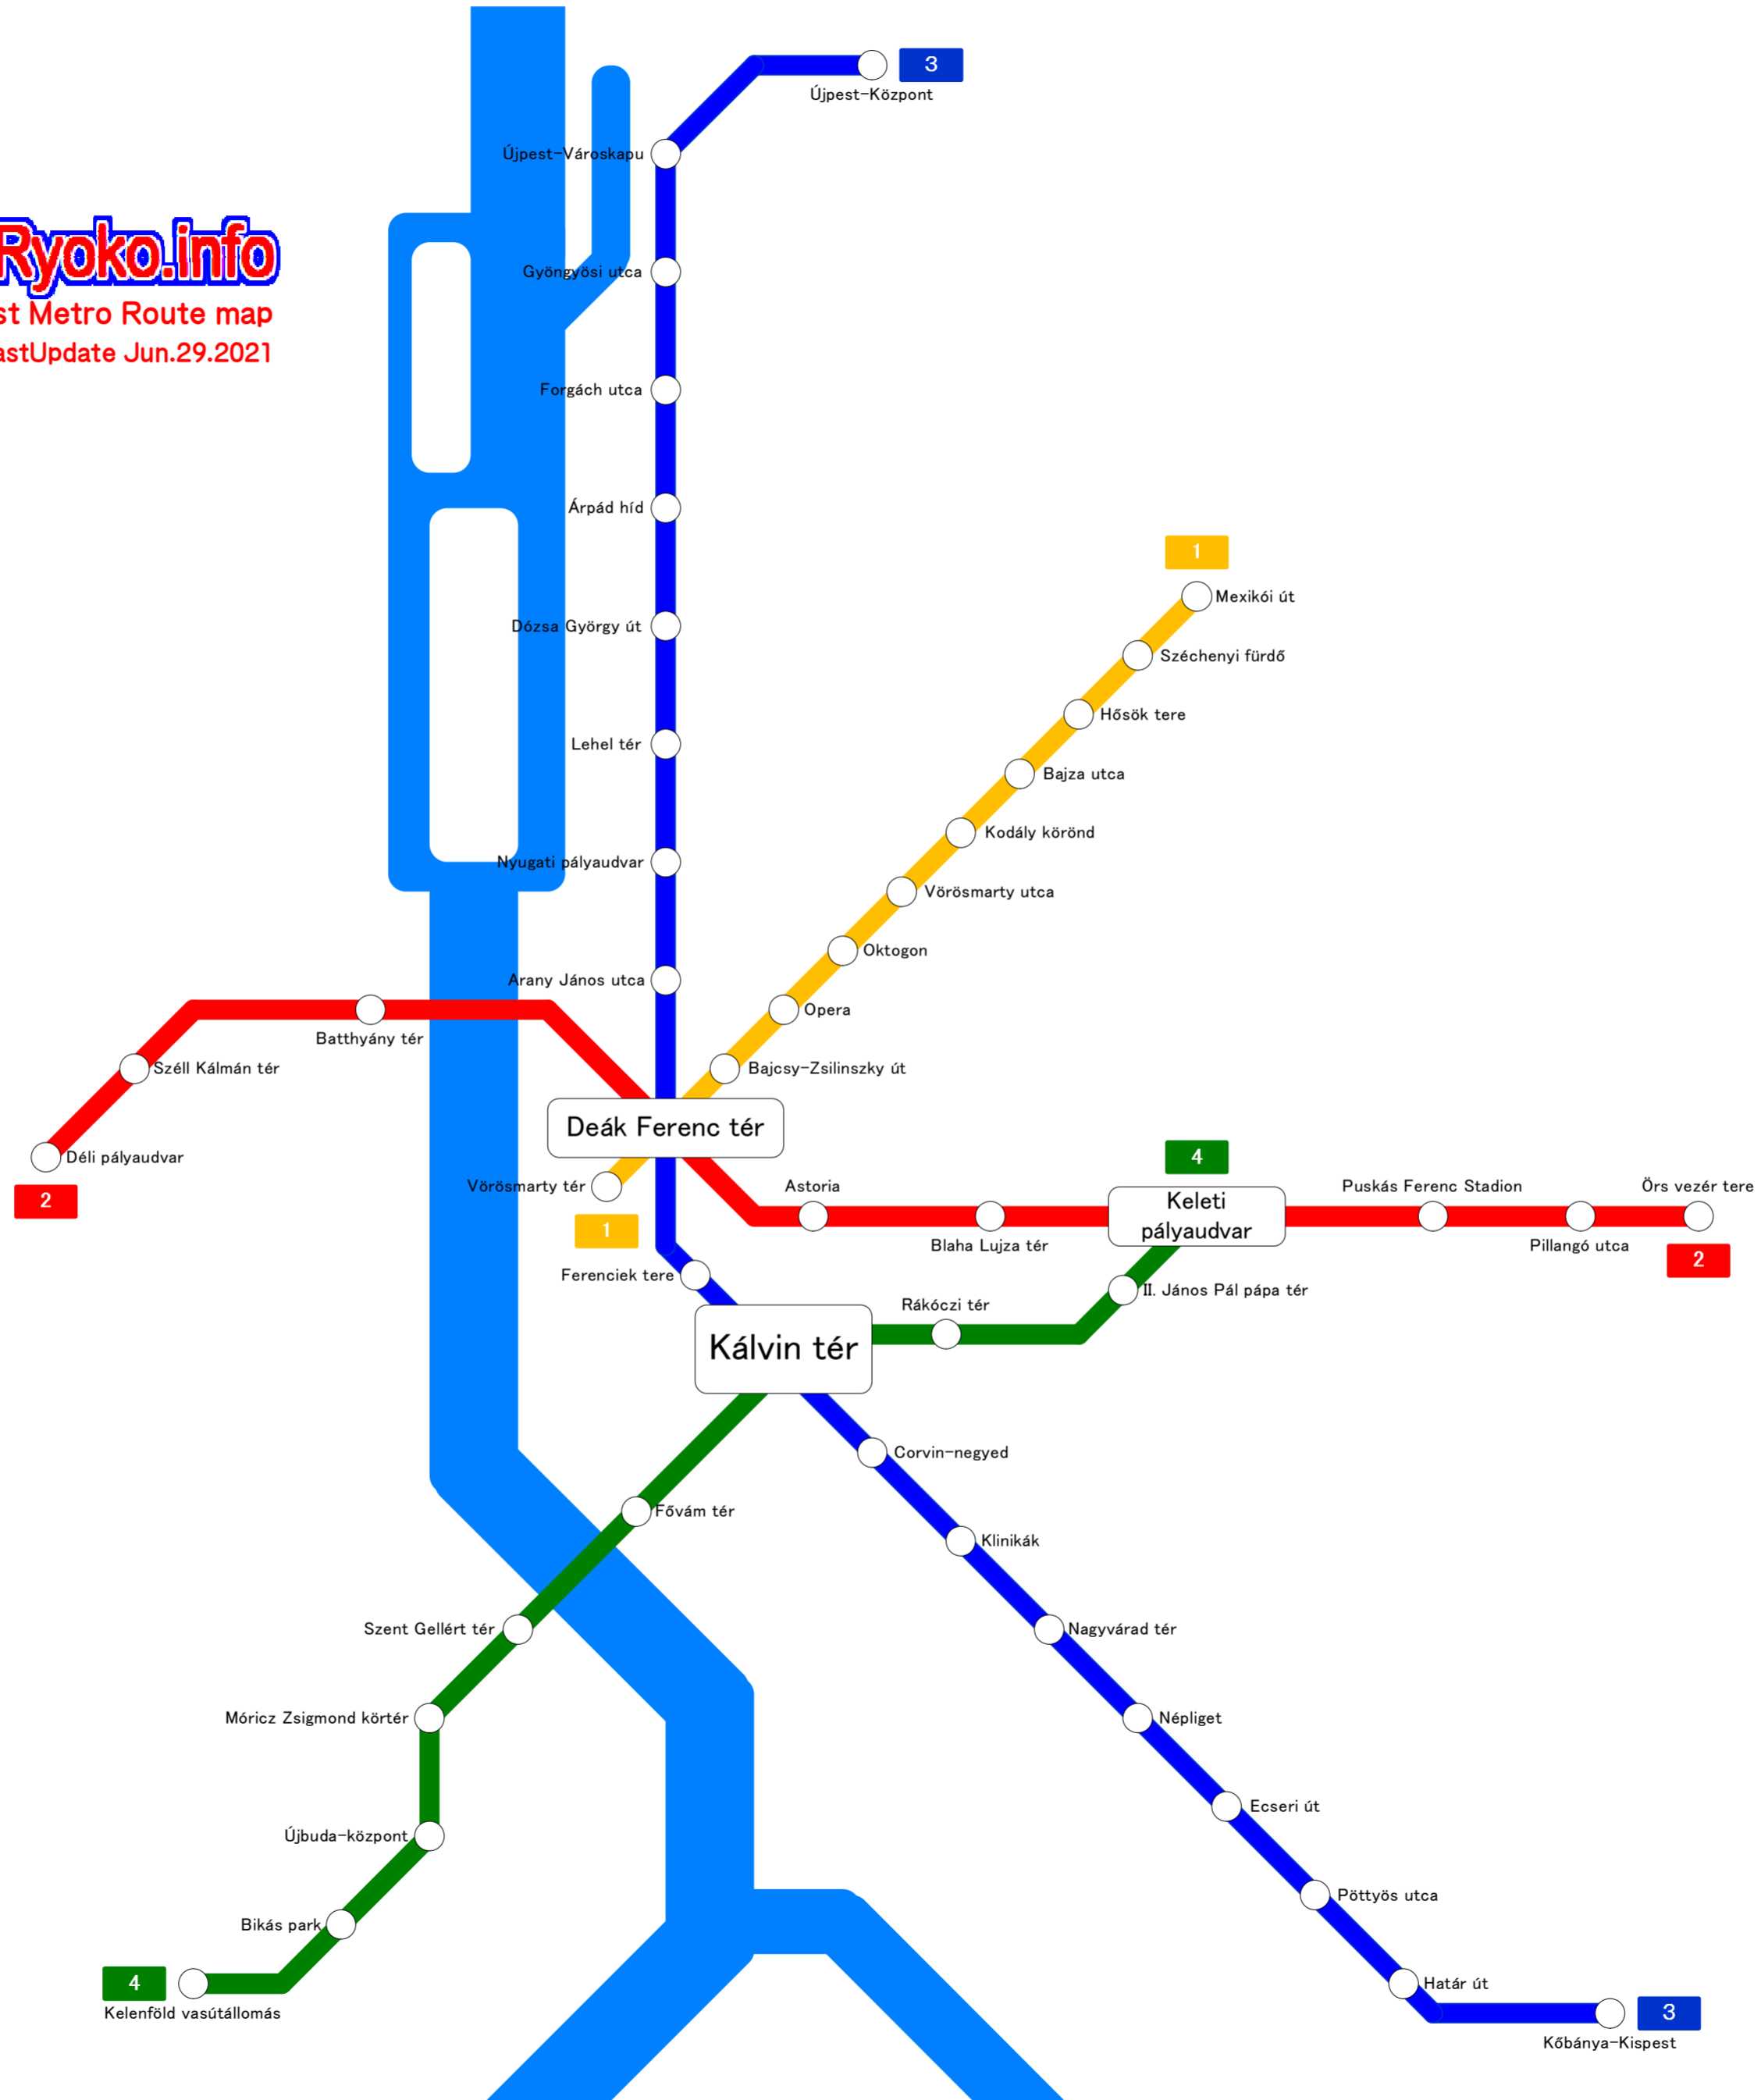 3
Újpest-Központ
Újpest-Városkapu
Ryoko.info
Gyöngyösi utca
Metro Route map
Jun.29.2021
Forgách utca
Árpád híd
1
Mexikói út
Dózsa György út
Széchenyi fürdő
Hősök tere
Lehel tér
Bajza utca
Kodály körönd
Nyugati pályaudvar
Vörösmarty utca
Oktogon
Arany János utca
Opera
Batthyány tér
Széll Kálmán tér
Bajcsy-Zsilinszky út
Deák Ferenc tér
Déli pályaudvar
2
4
Vörösmarty tér
1
Astoria
Keleti
pályaudvar
Puskás Ferenc Stadion
Örs vezér tere
Blaha Lujza tér
Pillangó utca
2
Ferenciek tere
II. János Pál pápa tér
Rákóczi tér
Kálvin tér
Corvin-negyed
Fővám tér
Klinikák
Szent Gellért tér
Nagyvárad tér
Móricz Zsigmond körtér
Népliget
Ecseri út
Újbuda-központ
Pöttyös utca
Bikás park
4
Kelenföld vasútállomás
Határ út
3
Kőbánya-Kispest